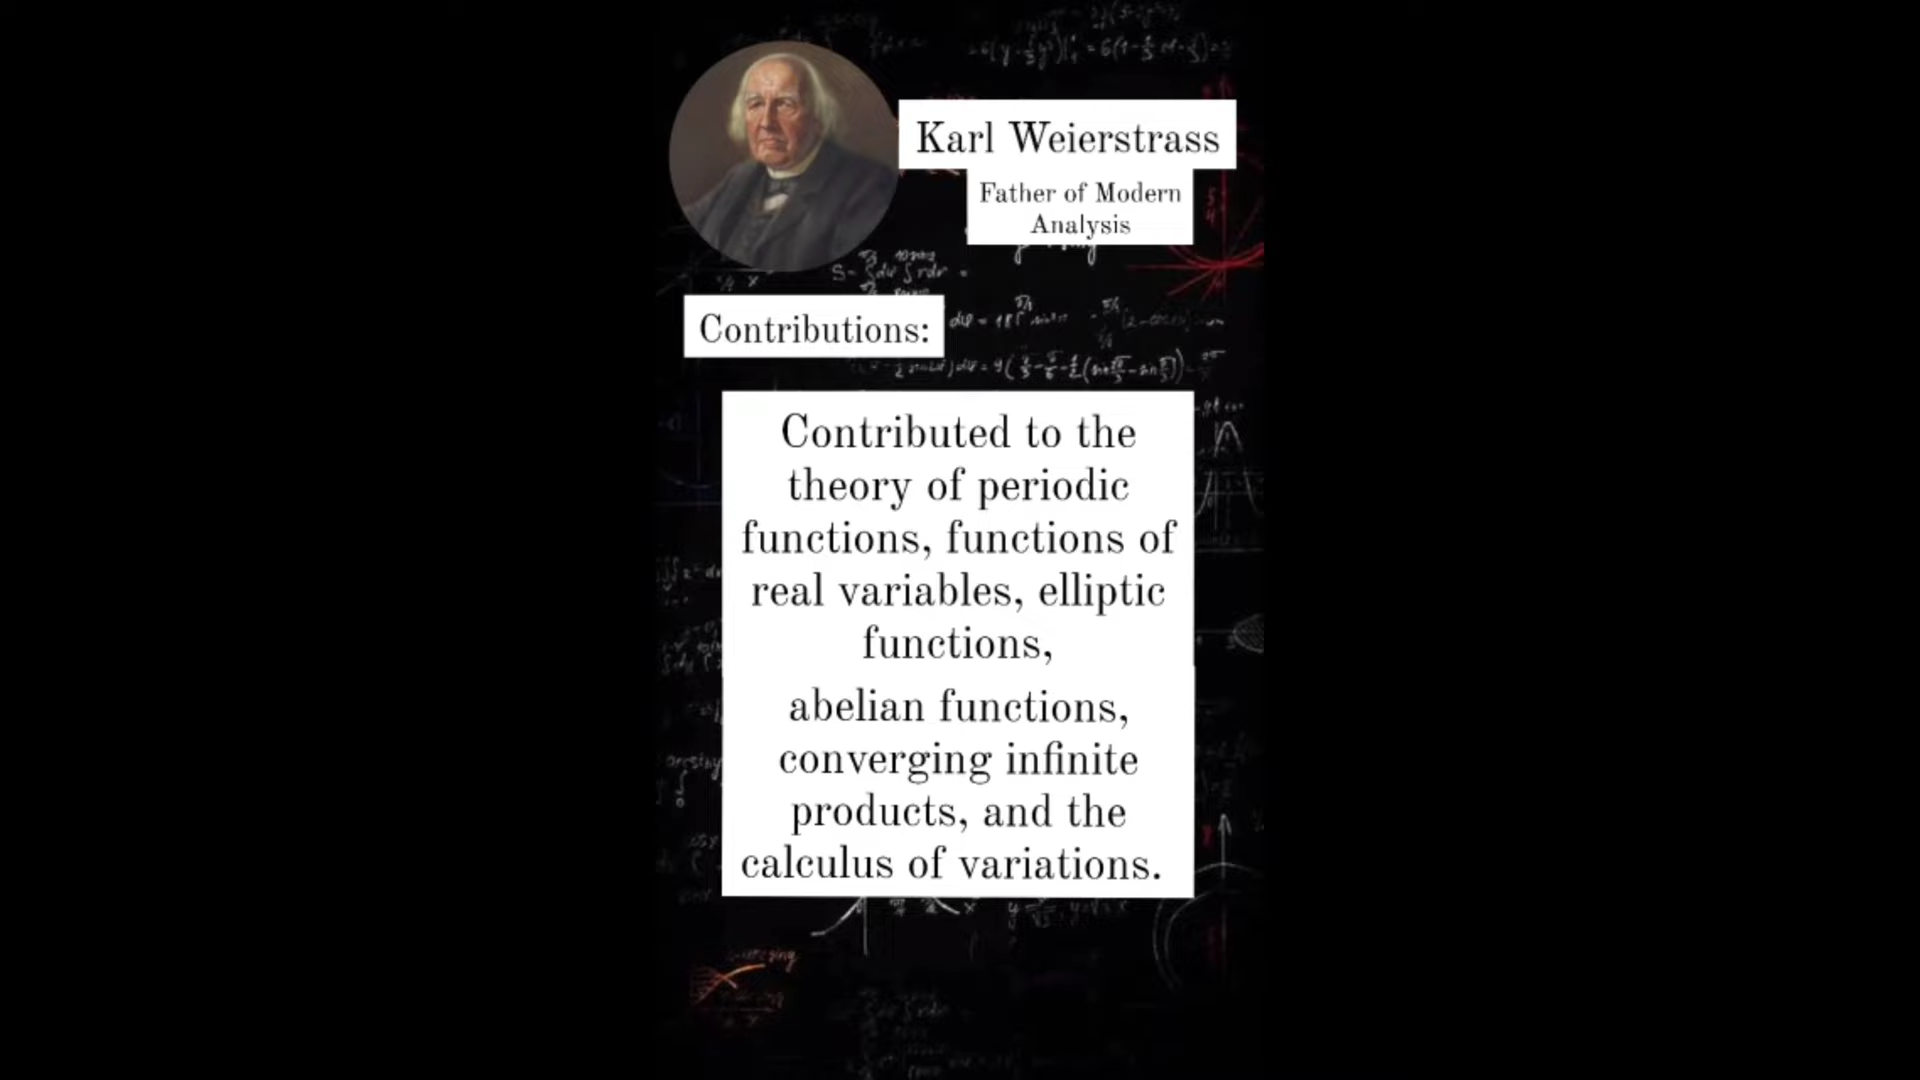 Karl Weierstrass
Father of Modern
Analysis
Contributions:
Contributed to the
theory of periodic
functions, functions of
real variables, elliptic
functions,
abelian functions,
converging infinite
products, and the
calculus of variations.